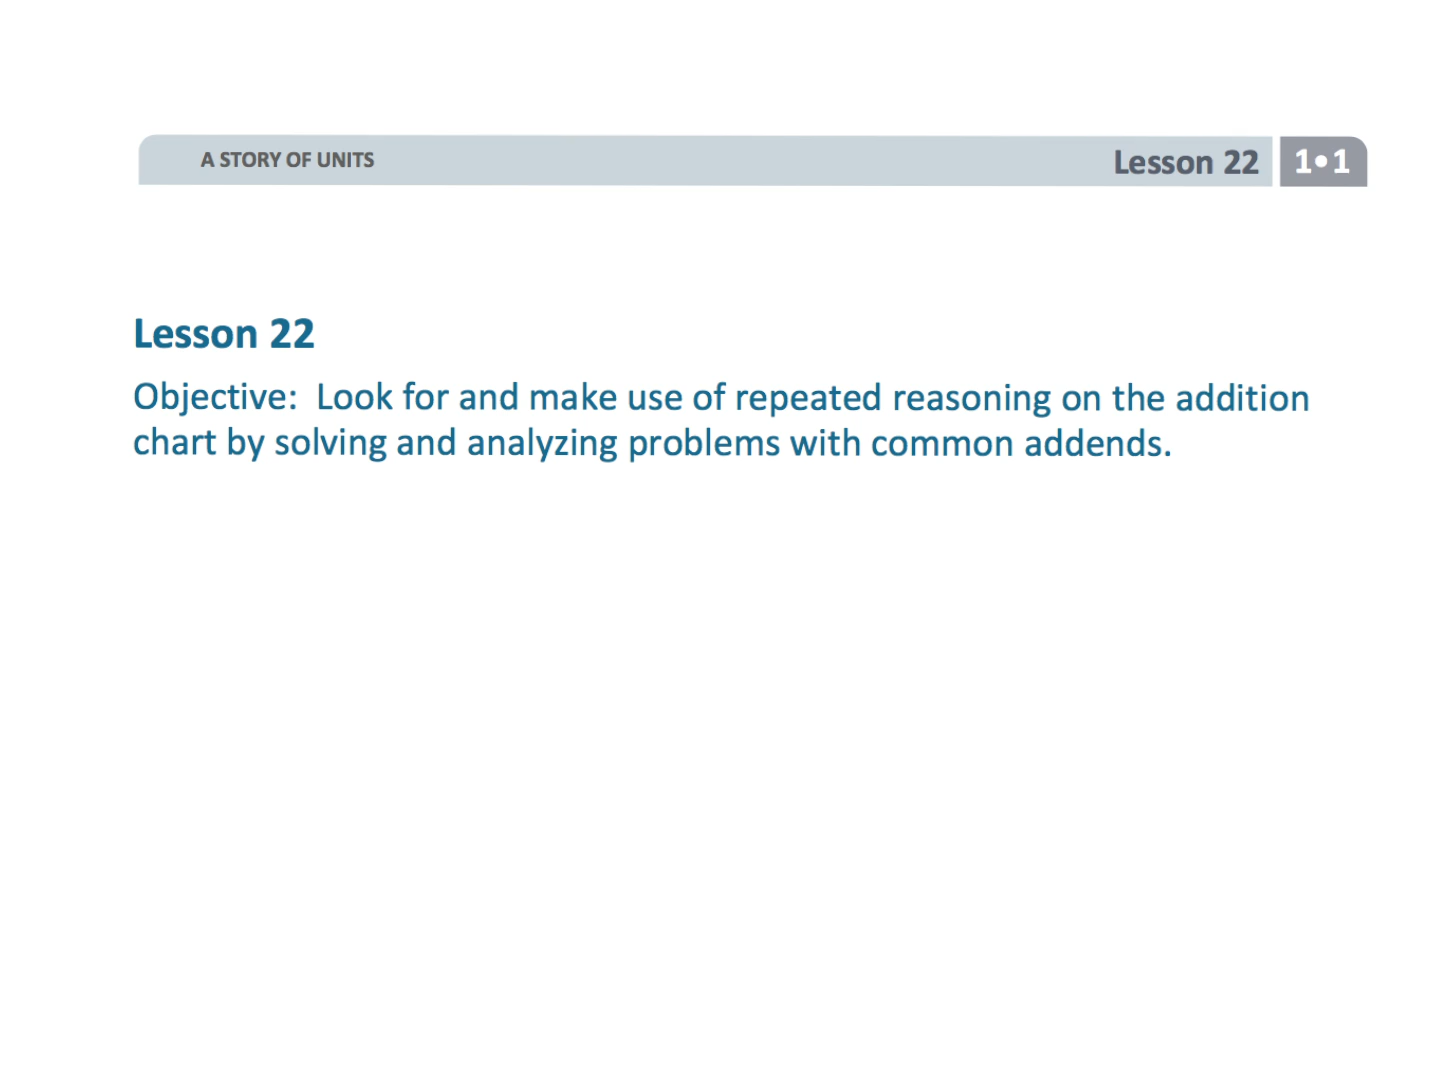 A STORY OF UNITS
Lesson 22
1•1
Lesson 22
Objective:  Look for and make use of repeated reasoning on the addition
chart by solving and analyzing problems with common addends.